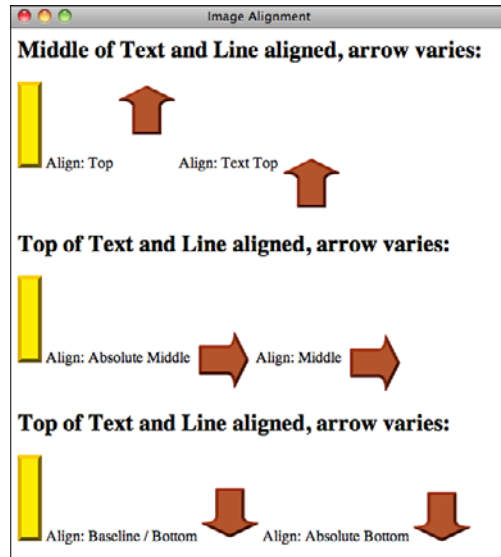 Image Alignment
Middle of Text and Line aligned, arrow varies:
Align: Top Align: Text Top
Top of Text and Line aligned, arrow varies:
Align: Absolute Middle Align: Middle
Top of Text and Line aligned, arrow varies:
Align: Baseline / Bottom Align: Absolute Bottom